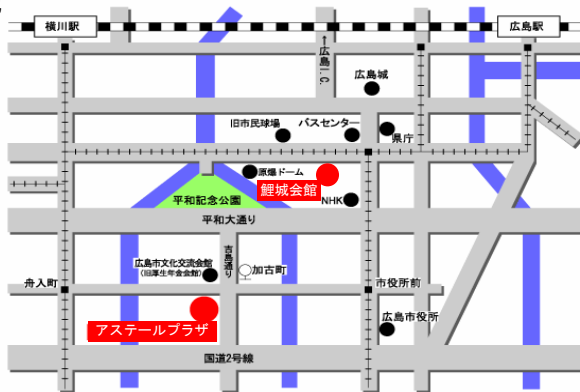 横川駅
広島駅
←広島I.C.
広島城
旧市民球場
バスセンター
県庁
原爆ドーム
鯉城会館
平和記念公園
NHK
平和大通り
吉島通り
広島市文化交流会館
(旧厚生年金会館)
加古町
舟入町
市役所前
アステールプラザ
広島市役所
国道2号線